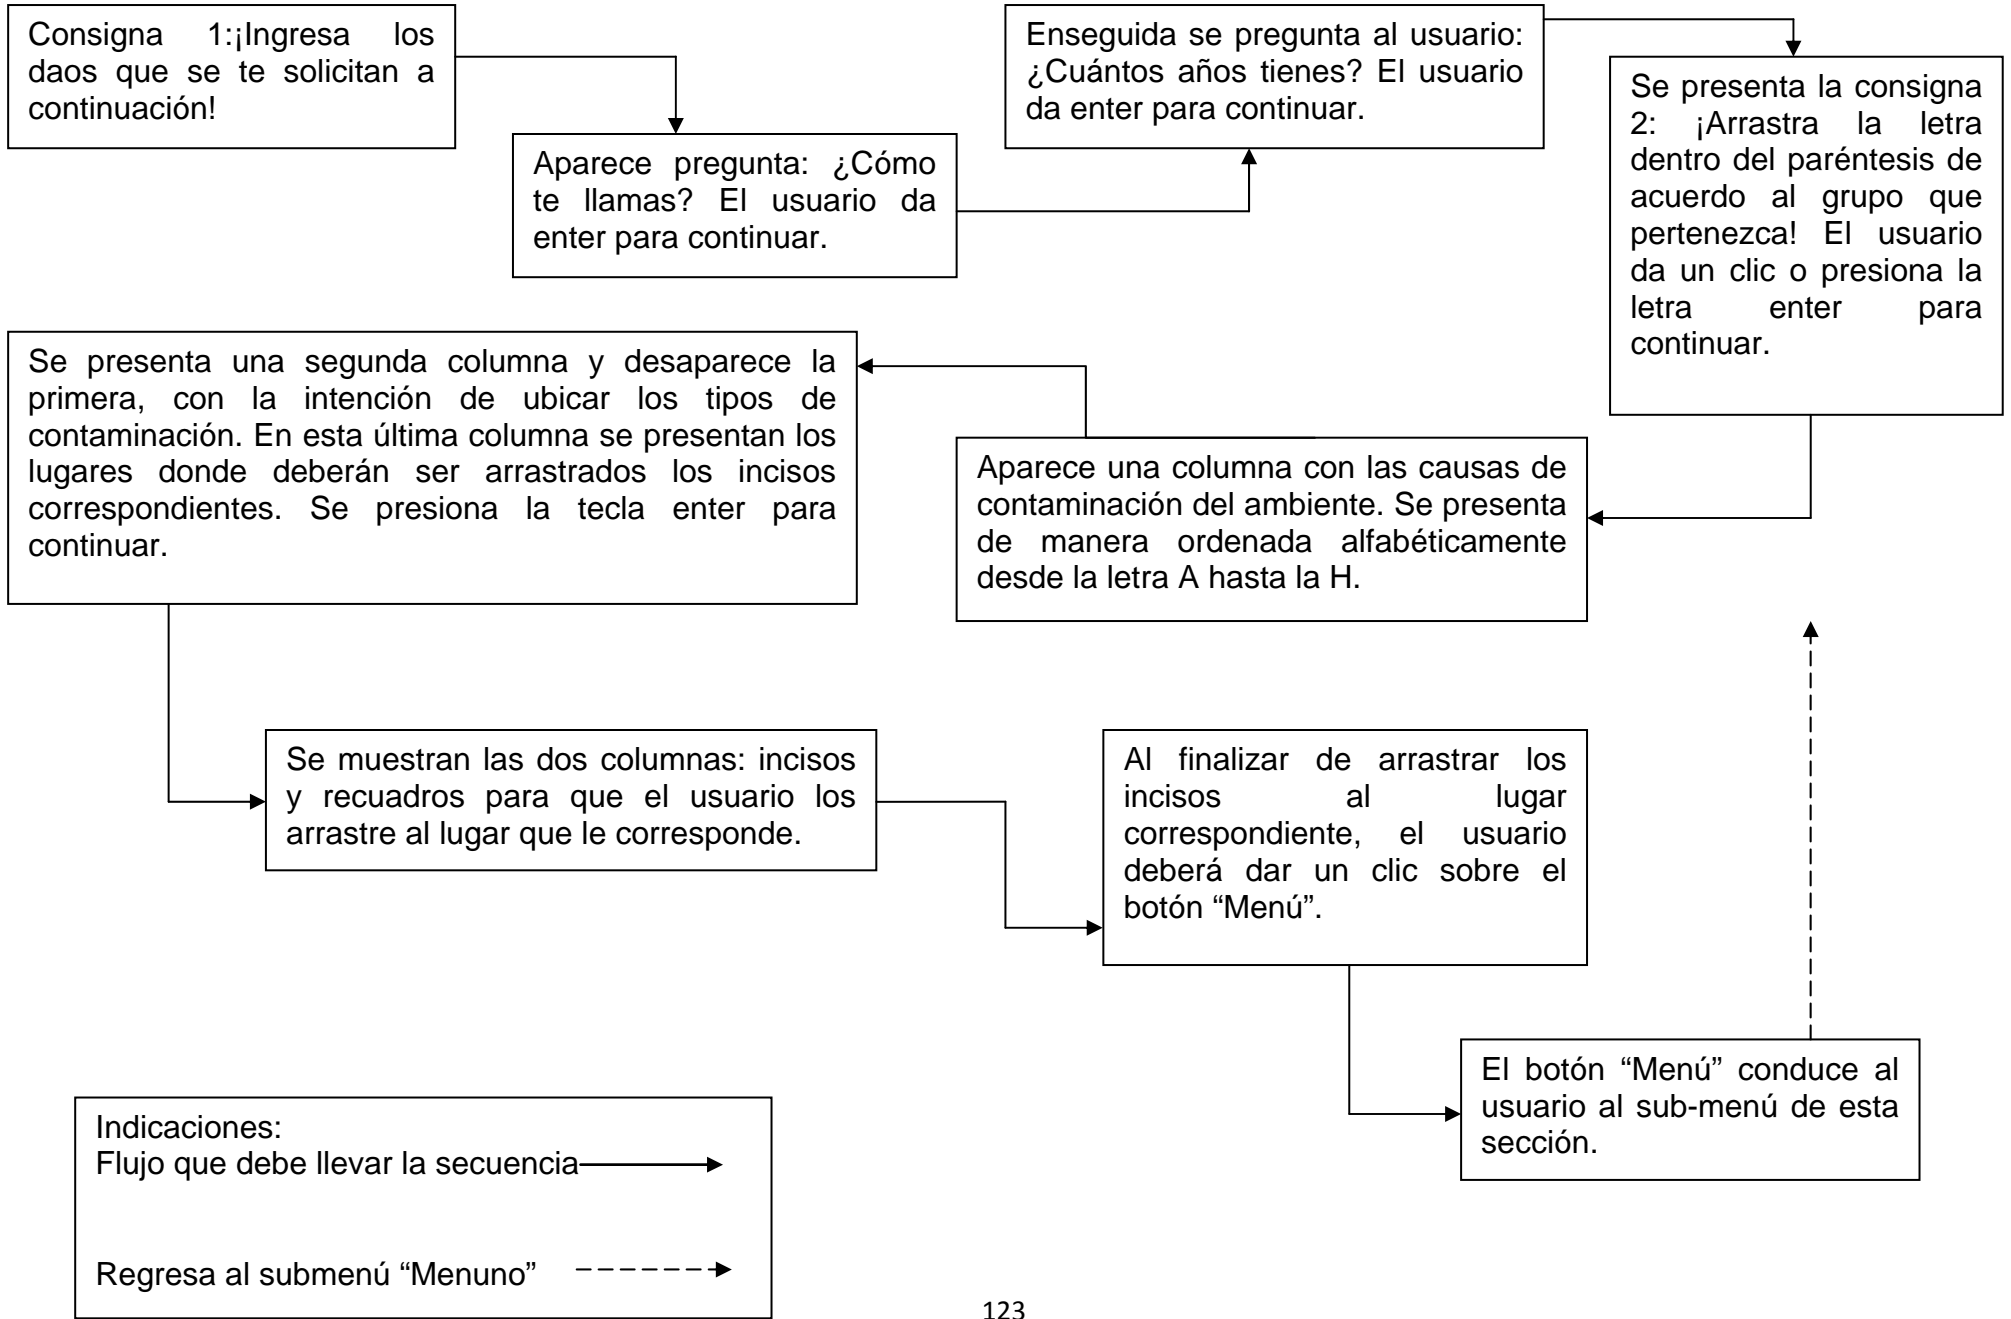 Consigna 1:¡Ingresa los
daos que se te solicitan a
continuación!
Aparece pregunta: ¿Cómo
te llamas? El usuario da
enter para continuar.
Enseguida se pregunta al usuario:
¿Cuántos años tienes? El usuario
da enter para continuar.
Se presenta la consigna
2: ¡Arrastra la letra
dentro del paréntesis de
acuerdo al grupo que
pertenezca! El usuario
da un clic o presiona la
letra enter para
continuar.
Aparece una columna con las causas de
contaminación del ambiente. Se presenta
de manera ordenada alfabéticamente
desde la letra A hasta la H.
Se presenta una segunda columna y desaparece la
primera, con la intención de ubicar los tipos de
contaminación. En esta última columna se presentan los
lugares donde deberán ser arrastrados los incisos
correspondientes. Se presiona la tecla enter para
continuar.
Se muestran las dos columnas: incisos
y recuadros para que el usuario los
arrastre al lugar que le corresponde.
Al finalizar de arrastrar los
incisos al lugar
correspondiente, el usuario
deberá dar un clic sobre el
botón “Menú”.
El botón “Menú” conduce al
usuario al sub-menú de esta
sección.
Indicaciones:
Flujo que debe llevar la secuencia
Regresa al submenú “Menuno”
123